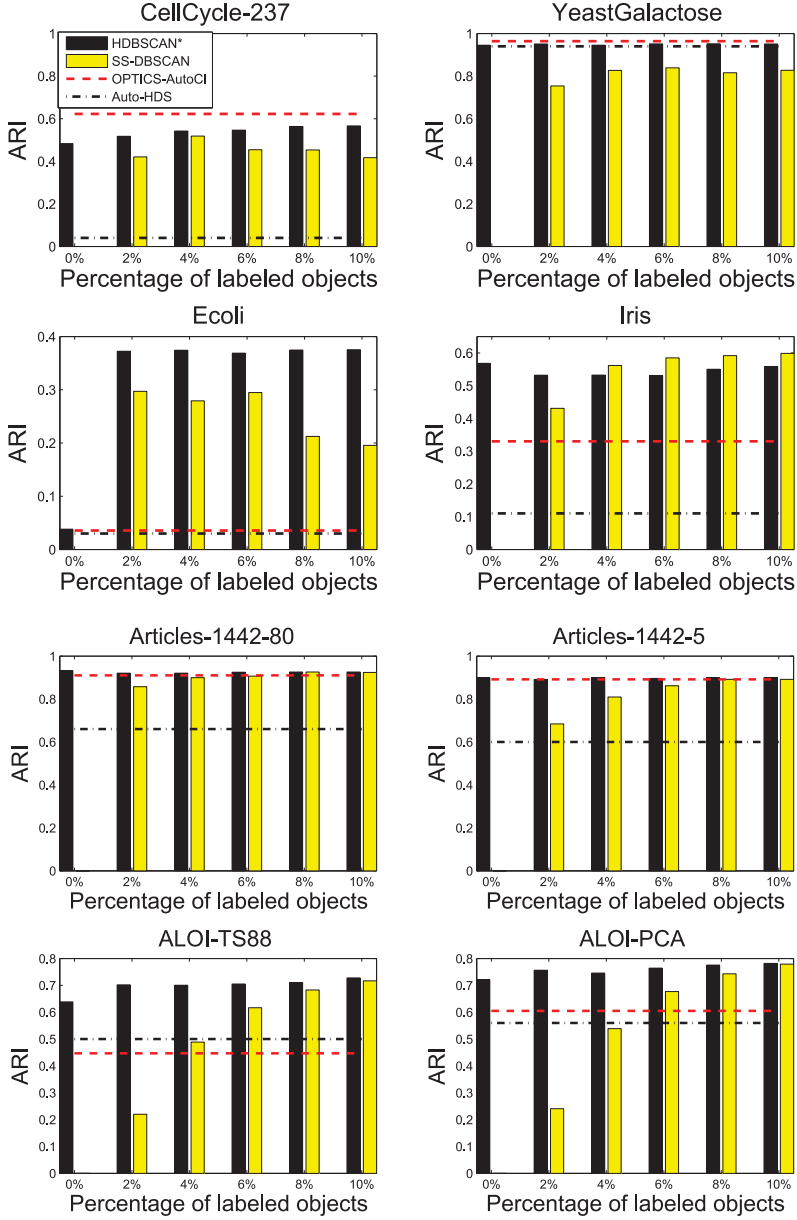 CellCycle-237
1
0.8
0.6
0.4
0.2
0
ARI
HDBSCAN*
SS-DBSCAN
OPTICS-AutoCl
Auto-HDS
0% 2% 4% 6% 8% 10%
Percentage of labeled objects
YeastGalactose
1
0.8
0.6
0.4
0.2
0
ARI
0% 2% 4% 6% 8% 10%
Percentage of labeled objects
Ecoli
0.4
0.3
0.2
0.1
0
ARI
0% 2% 4% 6% 8% 10%
Percentage of labeled objects
Iris
0.6
0.5
0.4
0.3
0.2
0.1
0
ARI
0% 2% 4% 6% 8% 10%
Percentage of labeled objects
Articles-1442-80
1
0.8
0.6
0.4
0.2
0
ARI
0% 2% 4% 6% 8% 10%
Percentage of labeled objects
Articles-1442-5
1
0.8
0.6
0.4
0.2
0
ARI
0% 2% 4% 6% 8% 10%
Percentage of labeled objects
ALOI-TS88
0.8
0.7
0.6
0.5
0.4
0.3
0.2
0.1
0
ARI
0% 2% 4% 6% 8% 10%
Percentage of labeled objects
ALOI-PCA
0.8
0.7
0.6
0.5
0.4
0.3
0.2
0.1
0
ARI
0% 2% 4% 6% 8% 10%
Percentage of labeled objects